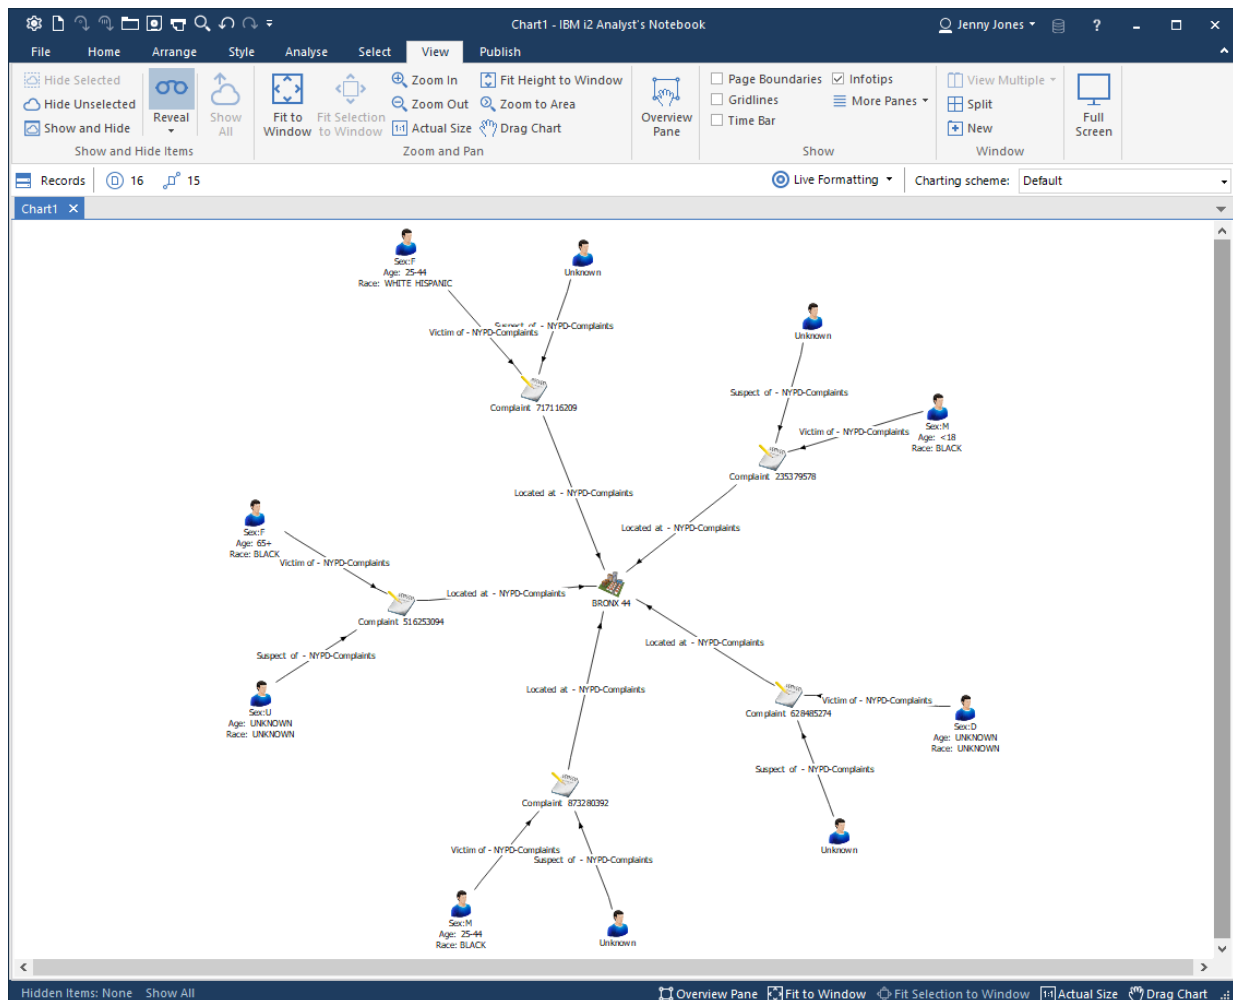 Chart1 - IBM i2 Analyst's Notebook
Jenny Jones
?
File Home Arrange Style Analyse Select View Publish
Hide Selected
Hide Unselected
Show and Hide
Reveal
Show All
Show and Hide Items
Fit to Window
Fit Selection to Window
Zoom In
Zoom Out
1:1 Actual Size
Fit Height to Window
Zoom to Area
Drag Chart
Zoom and Pan
Overview Pane
Page Boundaries
Gridlines
Time Bar
Infotips
More Panes
Show
View Multiple
Split
New
Window
Full Screen
Records 16 15
Live Formatting
Charting scheme: Default
Chart1
Sex:F
Age: 25-44
Race: WHITE HISPANIC
Unknown
Suspect of - NYPD-Complaints
Victim of - NYPD-Complaints
Complaint 717116209
Located at - NYPD-Complaints
Unknown
Suspect of - NYPD-Complaints
Sex:M
Age: <18
Race: BLACK
Victim of - NYPD-Complaints
Complaint 235379578
Located at - NYPD-Complaints
Sex:F
Age: 65+
Race: BLACK
Victim of - NYPD-Complaints
Complaint 516253094
Located at - NYPD-Complaints
Suspect of - NYPD-Complaints
Sex:U
Age: UNKNOWN
Race: UNKNOWN
BRONX 44
Located at - NYPD-Complaints
Complaint 628485274
Victim of - NYPD-Complaints
Sex:D
Age: UNKNOWN
Race: UNKNOWN
Suspect of - NYPD-Complaints
Unknown
Located at - NYPD-Complaints
Complaint 873280392
Victim of - NYPD-Complaints
Suspect of - NYPD-Complaints
Sex:M
Age: 25-44
Race: BLACK
Unknown
Hidden Items: None Show All
Overview Pane Fit to Window Fit Selection to Window 1:1 Actual Size Drag Chart